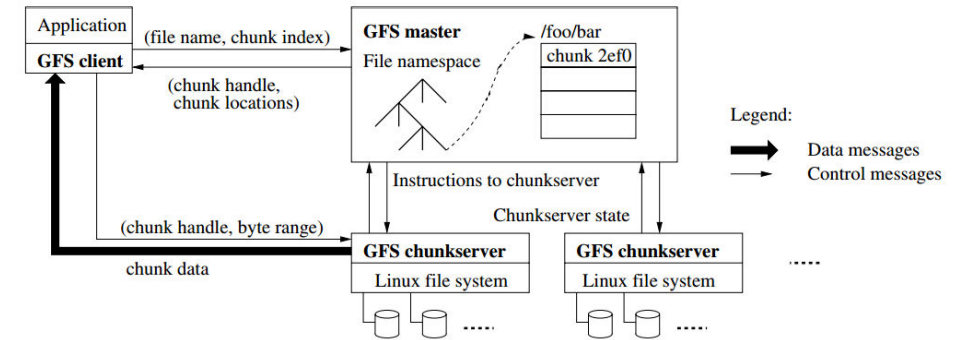 Application
GFS client
(file name, chunk index)
(chunk handle,
chunk locations)
GFS master
File namespace
/foo/bar
chunk 2ef0
Legend:
Data messages
Control messages
Instructions to chunkserver
Chunkserver state
(chunk handle, byte range)
chunk data
GFS chunkserver
Linux file system
GFS chunkserver
Linux file system